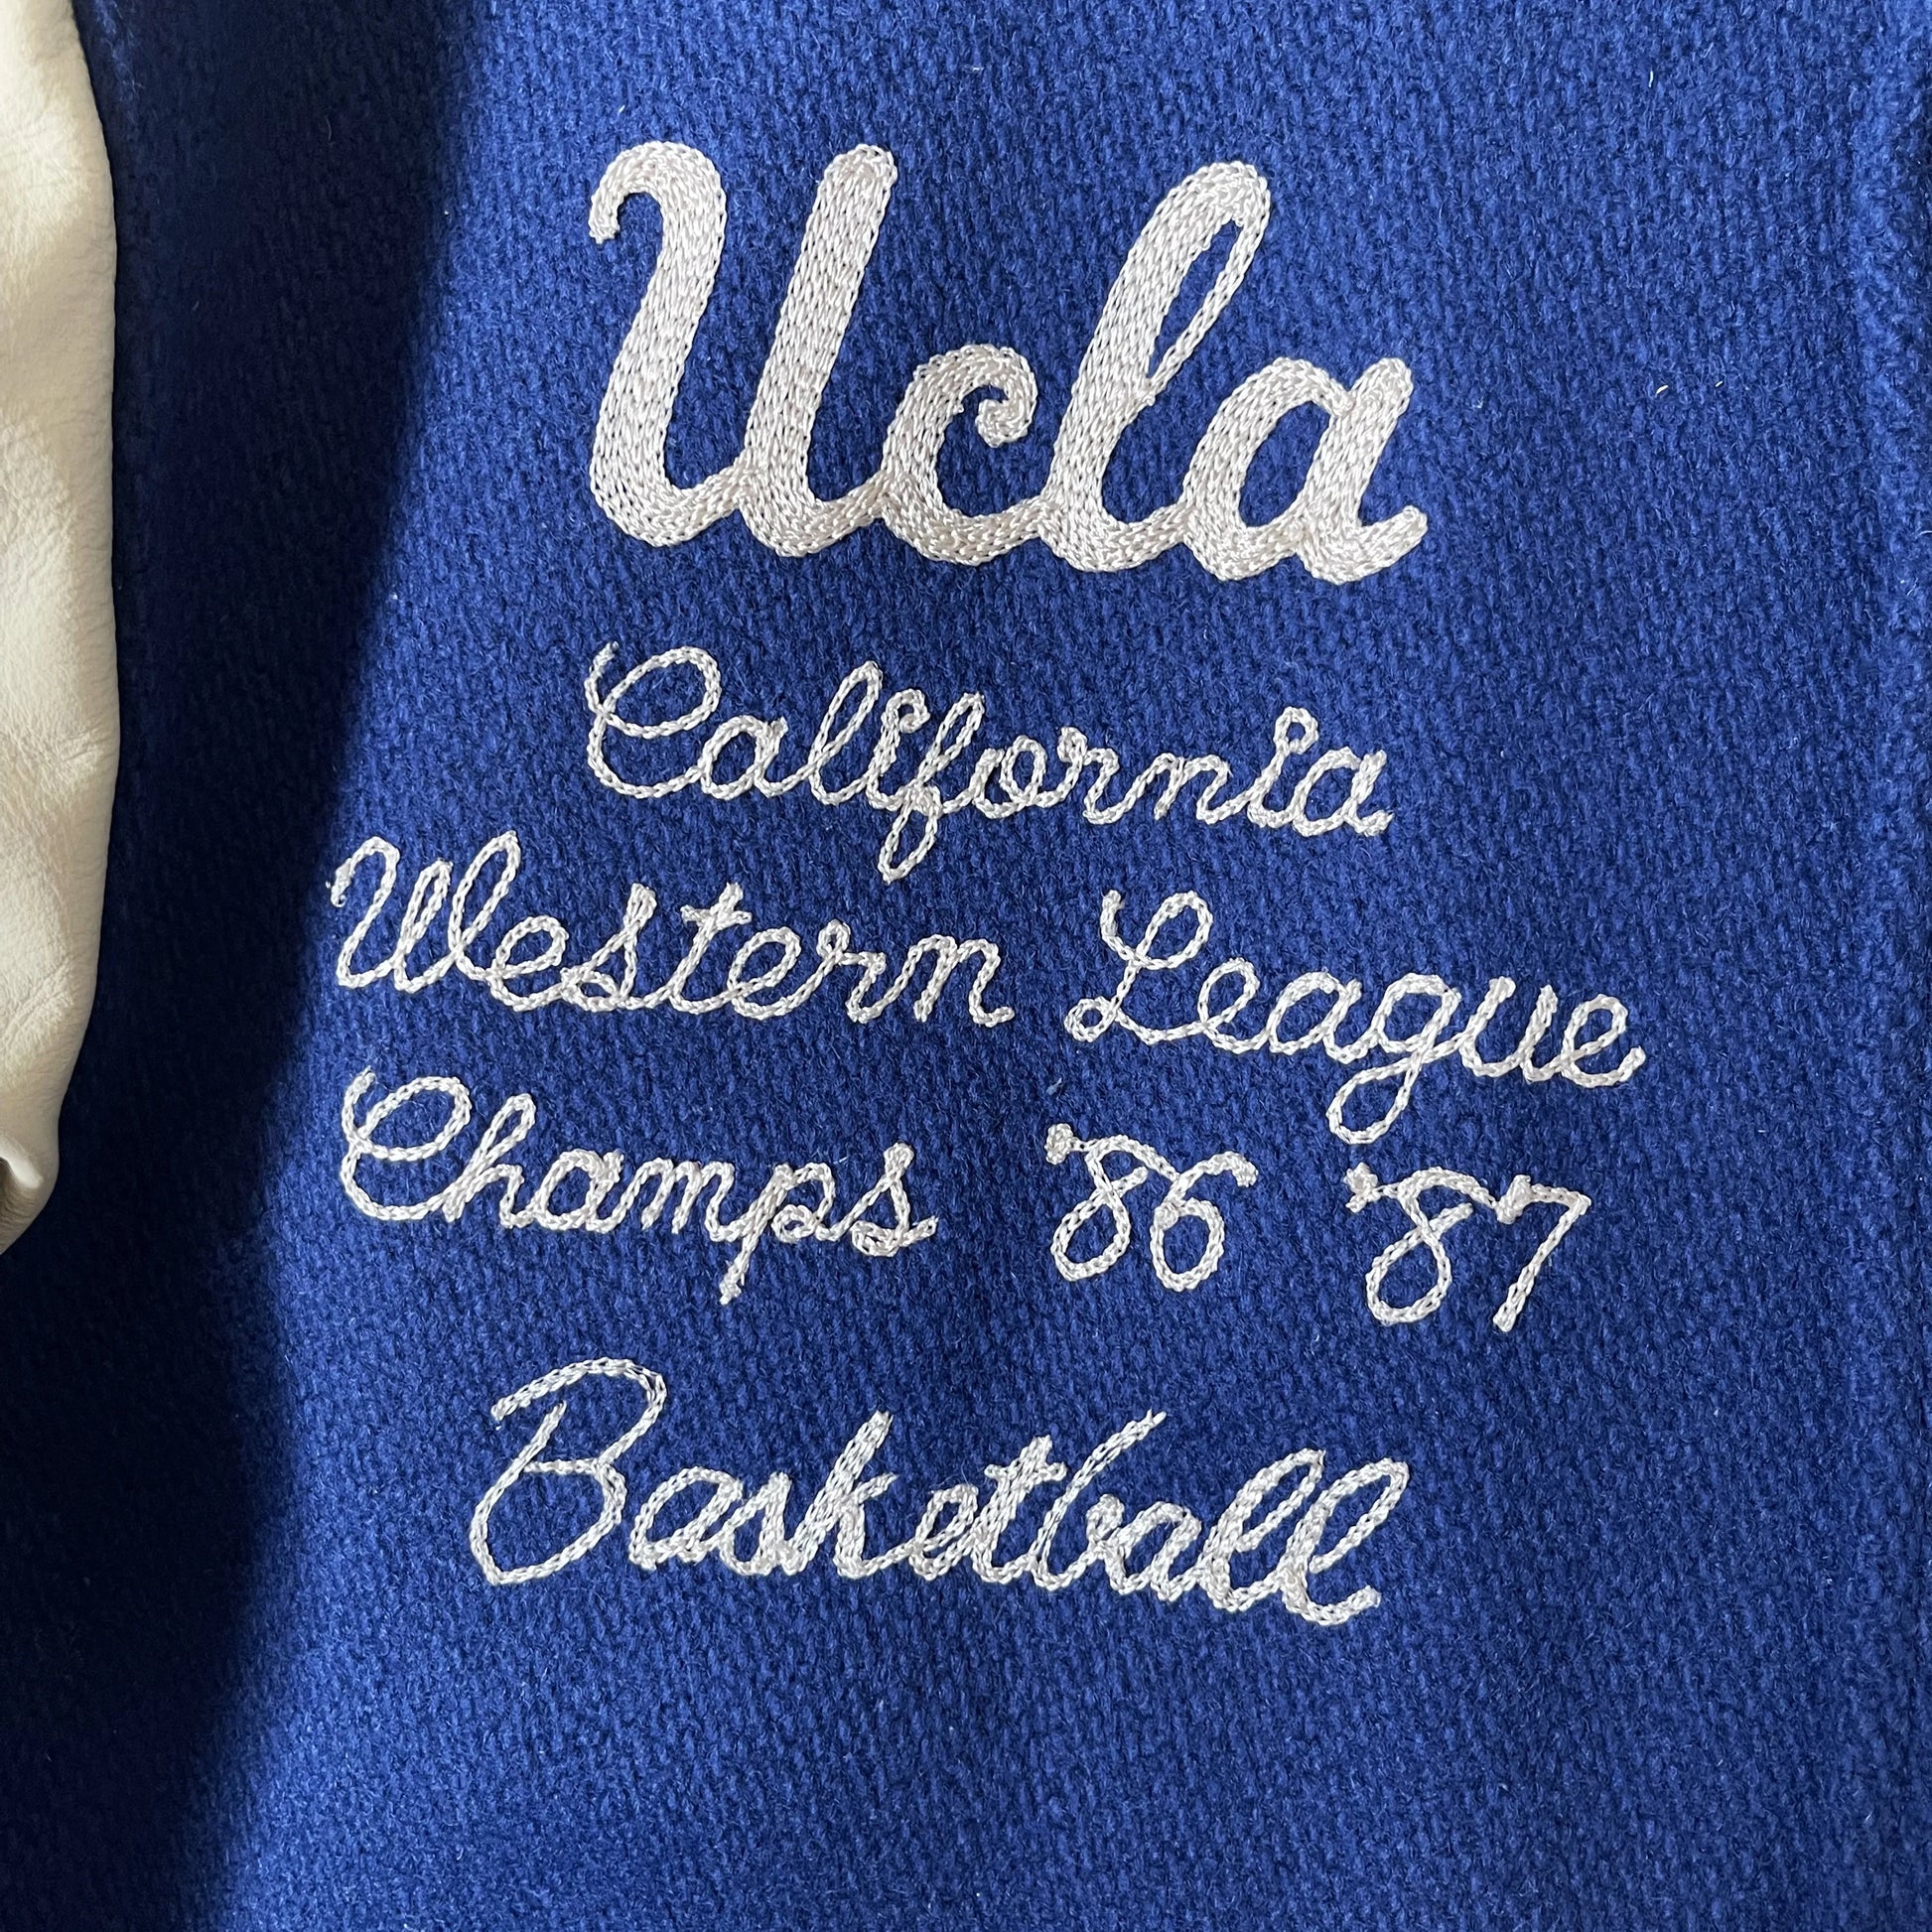 Ucla
California
Western League
Champs '86 '87
Basketball